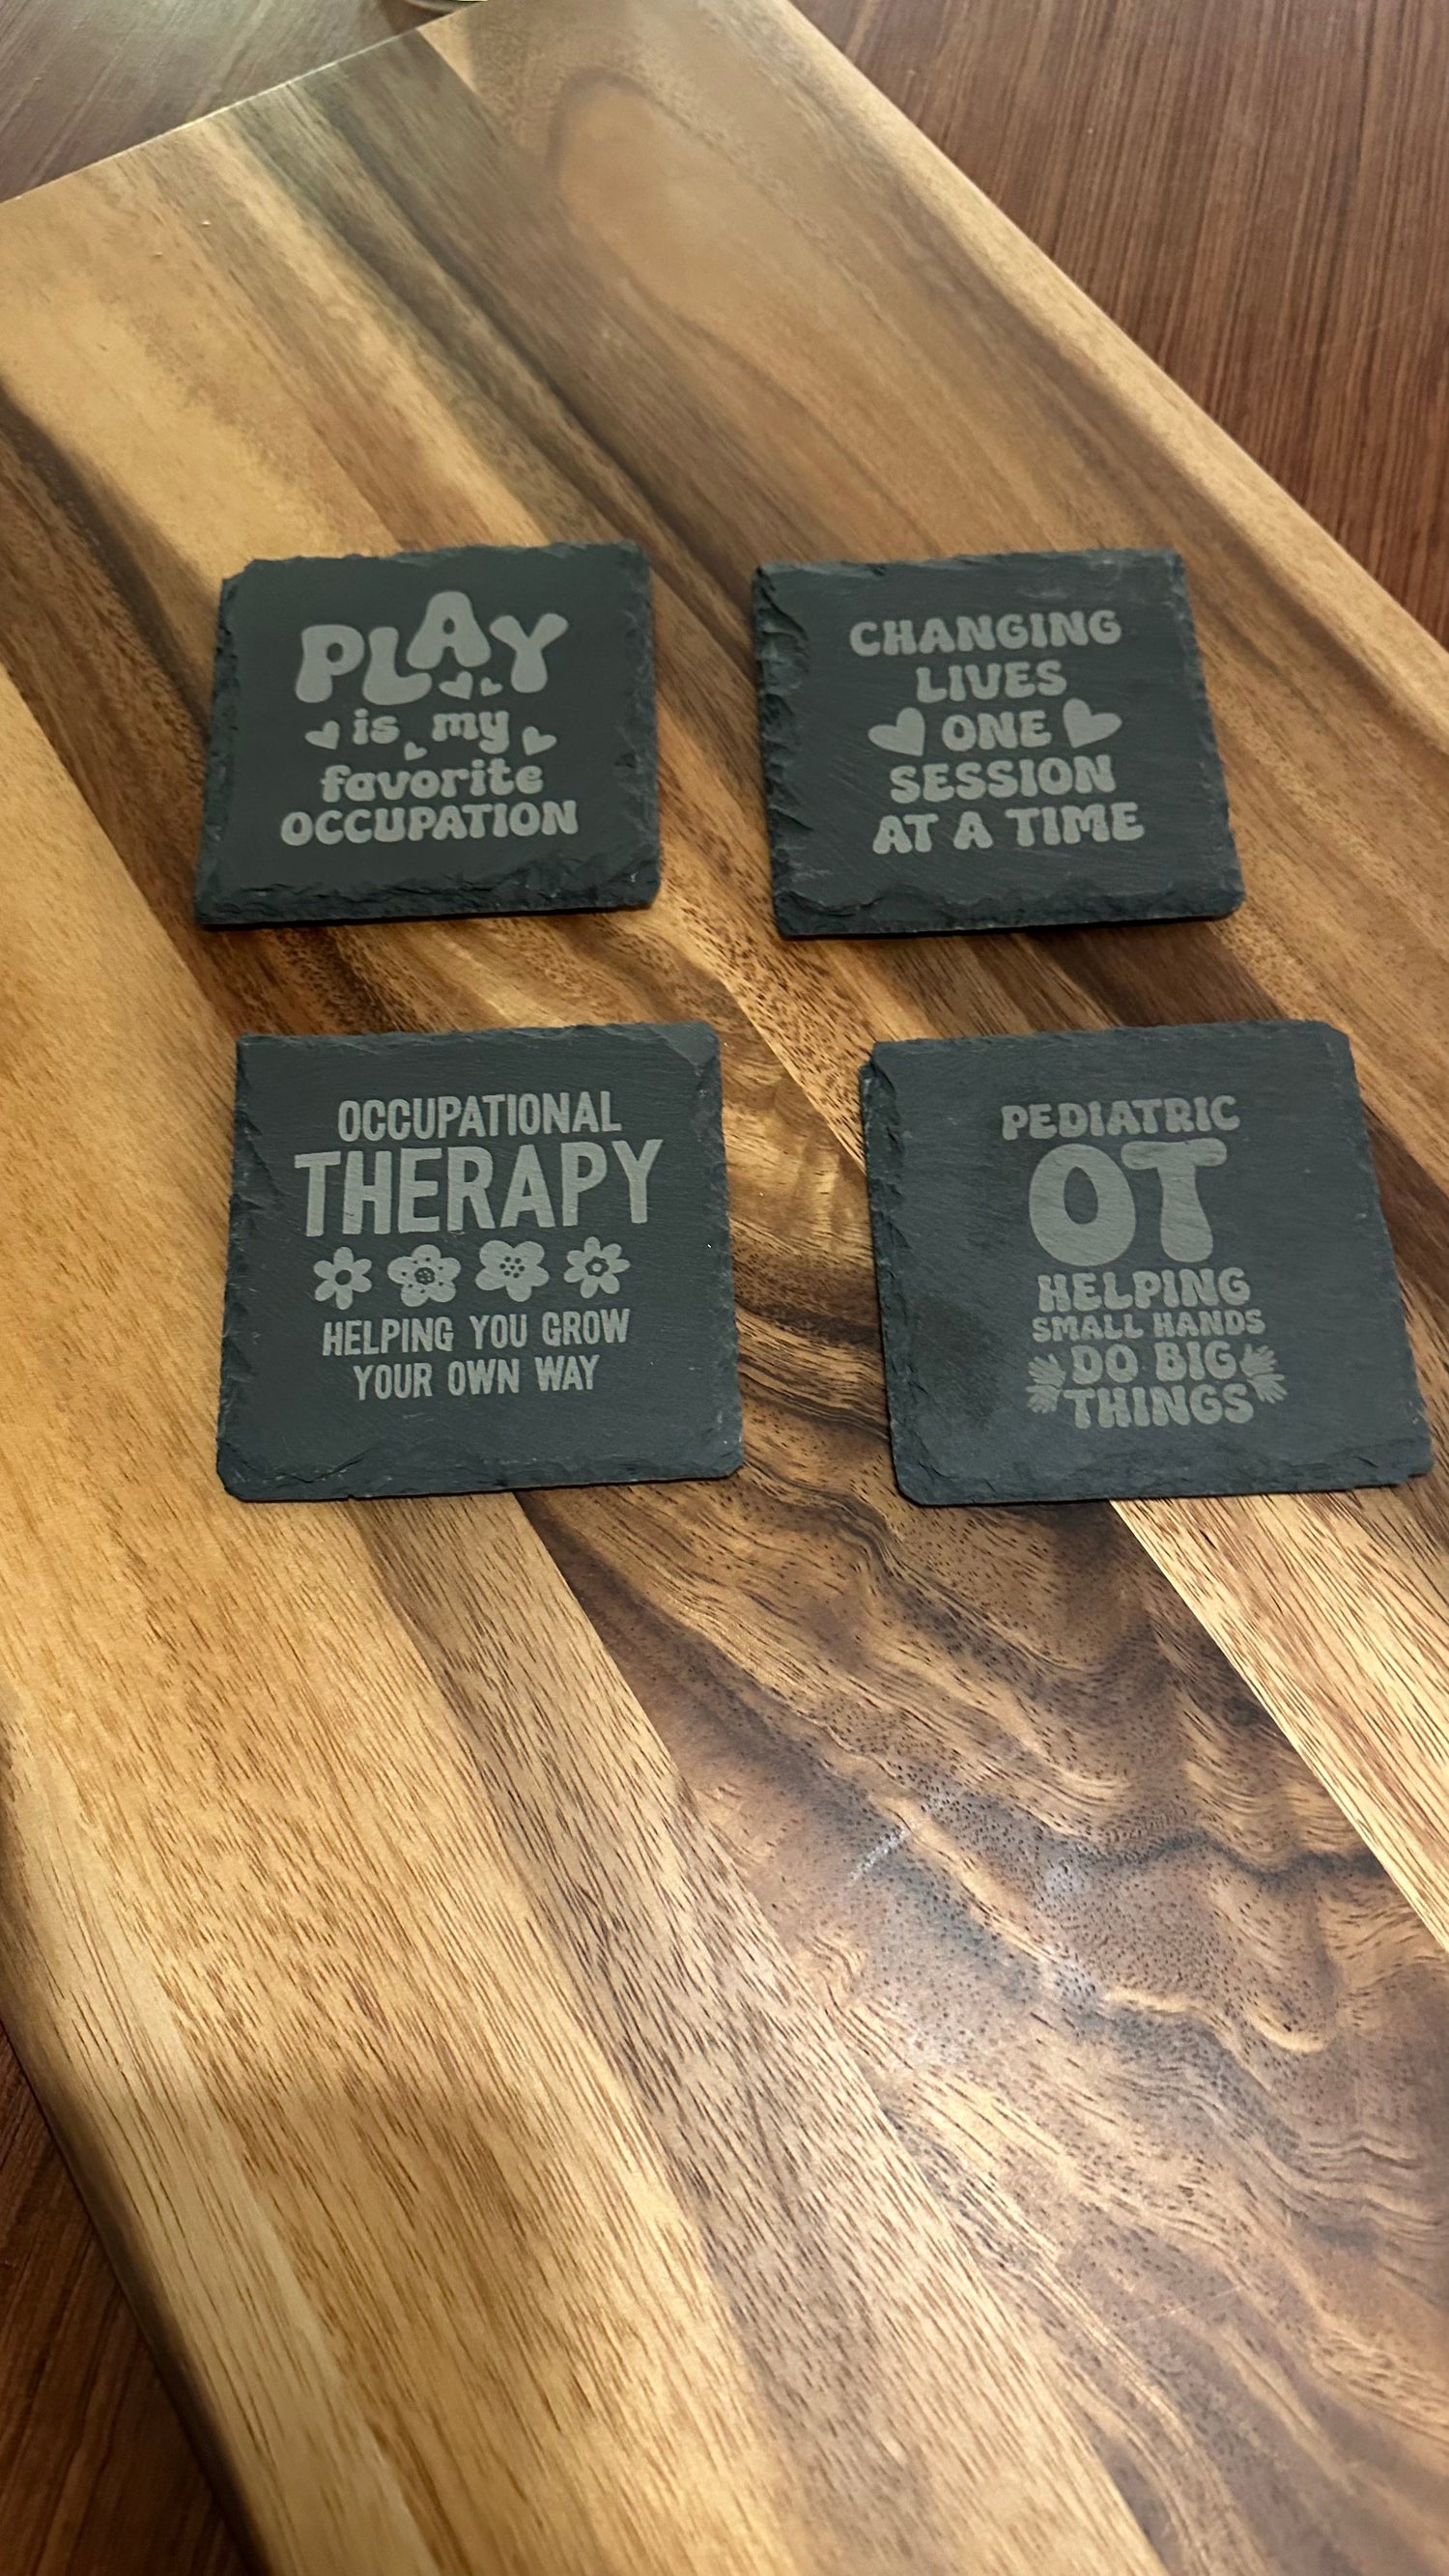 PLAY
is my
favorite
OCCUPATION
CHANGING
LIVES
ONE
SESSION
AT A TIME
OCCUPATIONAL
THERAPY
HELPING YOU GROW
YOUR OWN WAY
PEDIATRIC
OT
HELPING
SMALL HANDS
DO BIG
THINGS